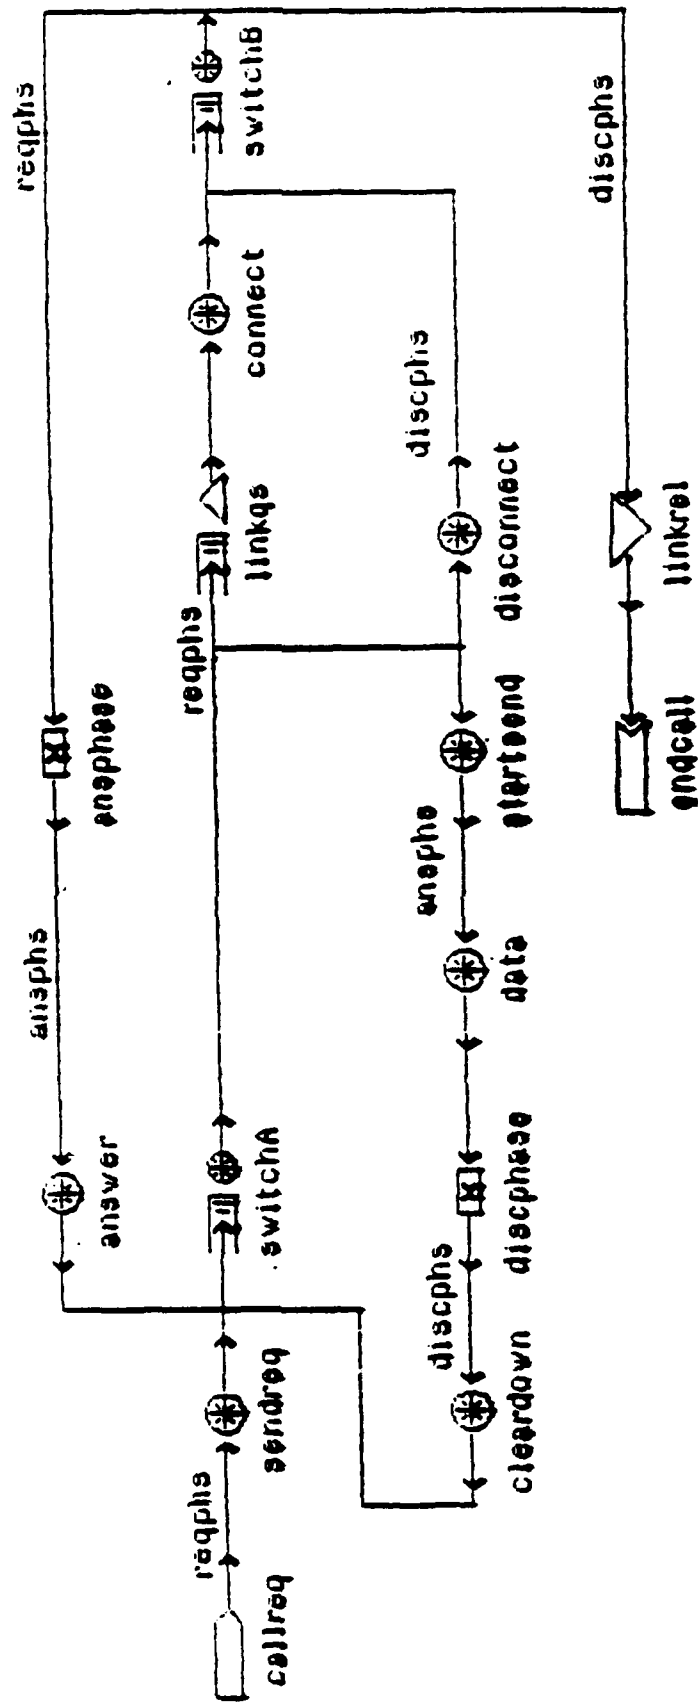 reqphs
ansphs
answer
ansphase
callreq
reqphs
sendreq
switchA
reqphs
linkqs
connect
switchB
cleardown
discphs
discphase
data
ansphs
startsend
disconnect
discphs
endcall
linkrel
discphs